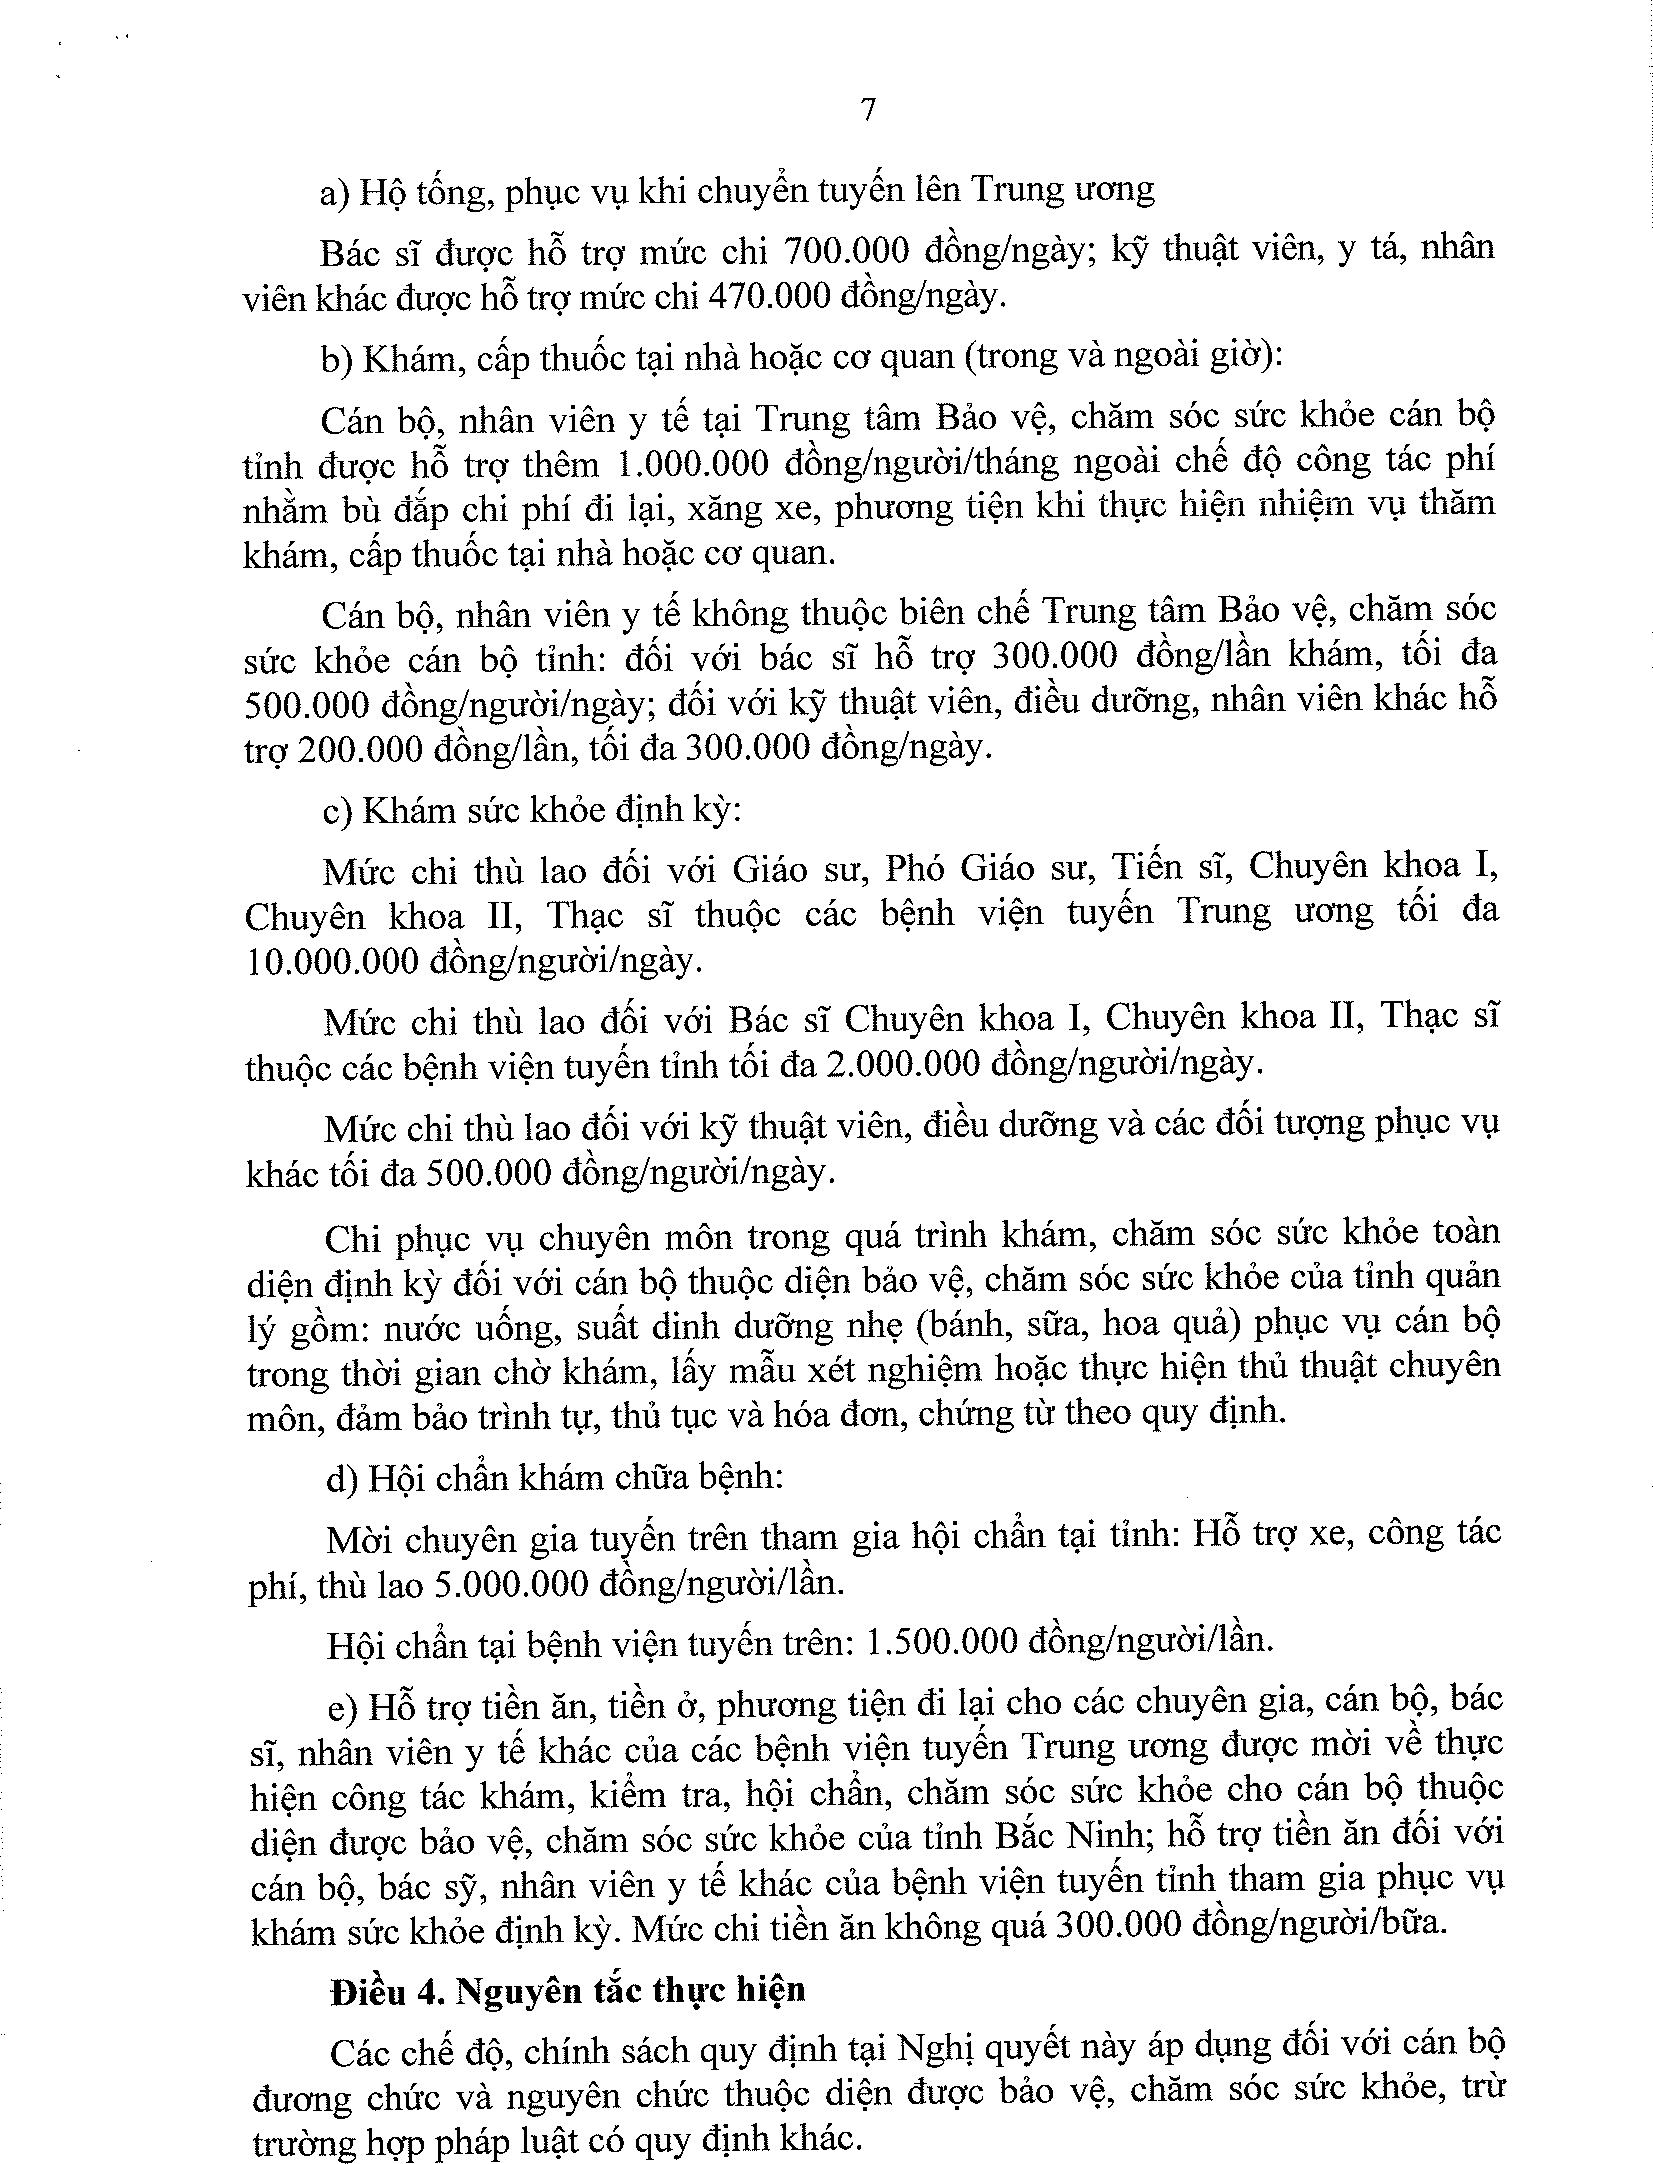 7
a) Hộ tống, phục vụ khi chuyển tuyến lên Trung ương
Bác sĩ được hỗ trợ mức chi 700.000 đồng/ngày; kỹ thuật viên, y tá, nhân
viên khác được hỗ trợ mức chi 470.000 đồng/ngày.
b) Khám, cấp thuốc tại nhà hoặc cơ quan (trong và ngoài giờ):
Cán bộ, nhân viên y tế tại Trung tâm Bảo vệ, chăm sóc sức khỏe cán bộ
tỉnh được hỗ trợ thêm 1.000.000 đồng/người/tháng ngoài chế độ công tác phí
nhằm bù đắp chi phí đi lại, xăng xe, phương tiện khi thực hiện nhiệm vụ thăm
khám, cấp thuốc tại nhà hoặc cơ quan.
Cán bộ, nhân viên y tế không thuộc biên chế Trung tâm Bảo vệ, chăm sóc
sức khỏe cán bộ tỉnh: đối với bác sĩ hỗ trợ 300.000 đồng/lần khám, tối đa
500.000 đồng/người/ngày; đối với kỹ thuật viên, điều dưỡng, nhân viên khác hỗ
trợ 200.000 đồng/lần, tối đa 300.000 đồng/ngày.
c) Khám sức khỏe định kỳ:
Mức chi thù lao đối với Giáo sư, Phó Giáo sư, Tiến sĩ, Chuyên khoa I,
Chuyên khoa II, Thạc sĩ thuộc các bệnh viện tuyến Trung ương tối đa
10.000.000 đồng/người/ngày.
Mức chi thù lao đối với Bác sĩ Chuyên khoa I, Chuyên khoa II, Thạc sĩ
thuộc các bệnh viện tuyến tỉnh tối đa 2.000.000 đồng/người/ngày.
Mức chi thù lao đối với kỹ thuật viên, điều dưỡng và các đối tượng phục vụ
khác tối đa 500.000 đồng/người/ngày.
Chi phục vụ chuyên môn trong quá trình khám, chăm sóc sức khỏe toàn
diện định kỳ đối với cán bộ thuộc diện bảo vệ, chăm sóc sức khỏe của tỉnh quản
lý gồm: nước uống, suất dinh dưỡng nhẹ (bánh, sữa, hoa quả) phục vụ cán bộ
trong thời gian chờ khám, lấy mẫu xét nghiệm hoặc thực hiện thủ thuật chuyên
môn, đảm bảo trình tự, thủ tục và hóa đơn, chứng từ theo quy định.
d) Hội chẩn khám chữa bệnh:
Mời chuyên gia tuyến trên tham gia hội chẩn tại tỉnh: Hỗ trợ xe, công tác
phí, thù lao 5.000.000 đồng/người/lần.
Hội chẩn tại bệnh viện tuyến trên: 1.500.000 đồng/người/lần.
e) Hỗ trợ tiền ăn, tiền ở, phương tiện đi lại cho các chuyên gia, cán bộ, bác
sĩ, nhân viên y tế khác của các bệnh viện tuyến Trung ương được mời về thực
hiện công tác khám, kiểm tra, hội chẩn, chăm sóc sức khỏe cho cán bộ thuộc
diện được bảo vệ, chăm sóc sức khỏe của tỉnh Bắc Ninh; hỗ trợ tiền ăn đối với
cán bộ, bác sỹ, nhân viên y tế khác của bệnh viện tuyến tỉnh tham gia phục vụ
khám sức khỏe định kỳ. Mức chi tiền ăn không quá 300.000 đồng/người/bữa.
Điều 4. Nguyên tắc thực hiện
Các chế độ, chính sách quy định tại Nghị quyết này áp dụng đối với cán bộ
đương chức và nguyên chức thuộc diện được bảo vệ, chăm sóc sức khỏe, trừ
trường hợp pháp luật có quy định khác.